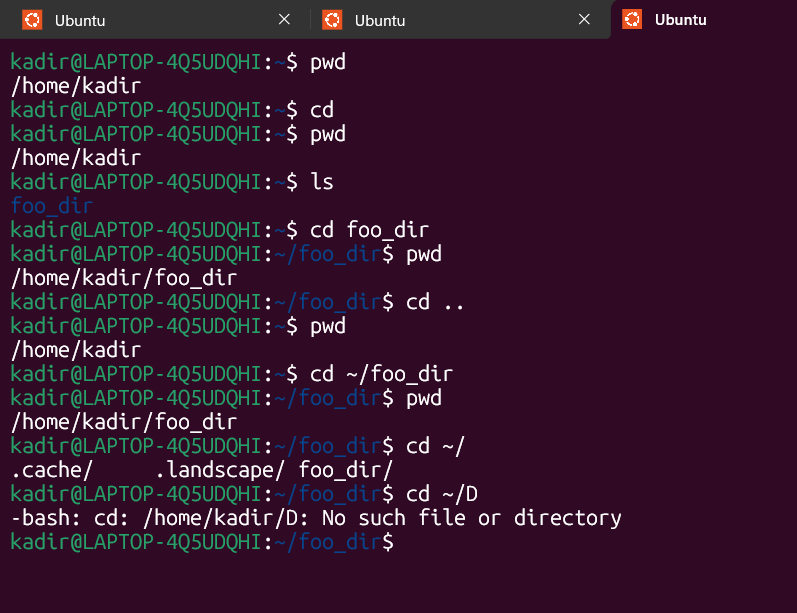 Ubuntu
Ubuntu
Ubuntu
kadir@LAPTOP-4Q5UDQHI:~$ pwd
/home/kadir
kadir@LAPTOP-4Q5UDQHI:~$ cd
kadir@LAPTOP-4Q5UDQHI:~$ pwd
/home/kadir
kadir@LAPTOP-4Q5UDQHI:~$ ls
foo_dir
kadir@LAPTOP-4Q5UDQHI:~$ cd foo_dir
kadir@LAPTOP-4Q5UDQHI:~/foo_dir$ pwd
/home/kadir/foo_dir
kadir@LAPTOP-4Q5UDQHI:~/foo_dir$ cd ..
kadir@LAPTOP-4Q5UDQHI:~$ pwd
/home/kadir
kadir@LAPTOP-4Q5UDQHI:~$ cd ~/foo_dir
kadir@LAPTOP-4Q5UDQHI:~/foo_dir$ pwd
/home/kadir/foo_dir
kadir@LAPTOP-4Q5UDQHI:~/foo_dir$ cd ~/
.cache/     .landscape/ foo_dir/
kadir@LAPTOP-4Q5UDQHI:~/foo_dir$ cd ~/D
-bash: cd: /home/kadir/D: No such file or directory
kadir@LAPTOP-4Q5UDQHI:~/foo_dir$